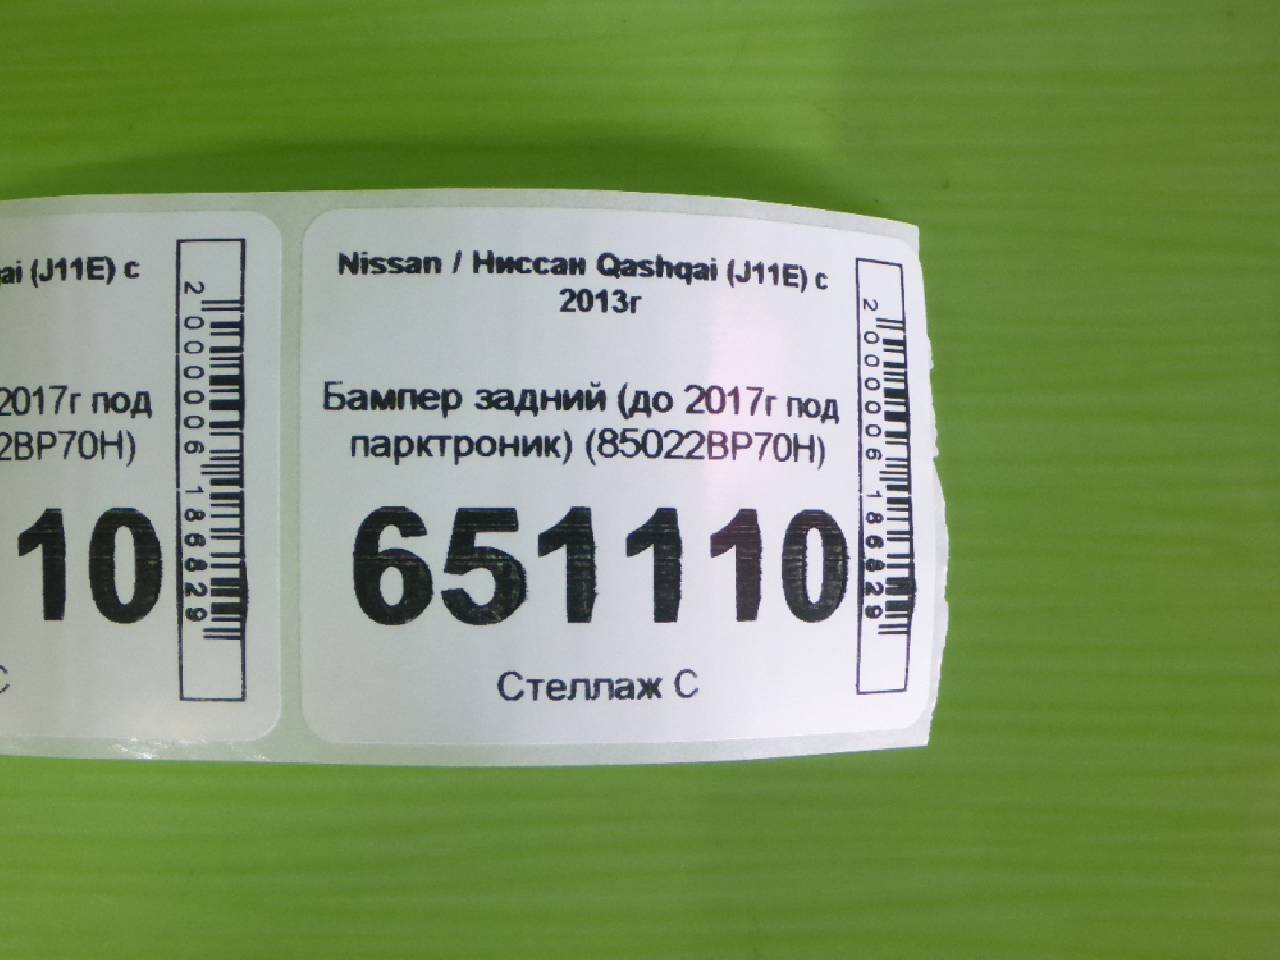 ai (J11E) с
2017г под
2BP70H)
10
С
2000006186829
Nissan / Ниссан Qashqai (J11E) с
2013г
Бампер задний (до 2017г под
парктроник) (85022BP70H)
651110
Стеллаж С
2000006186829